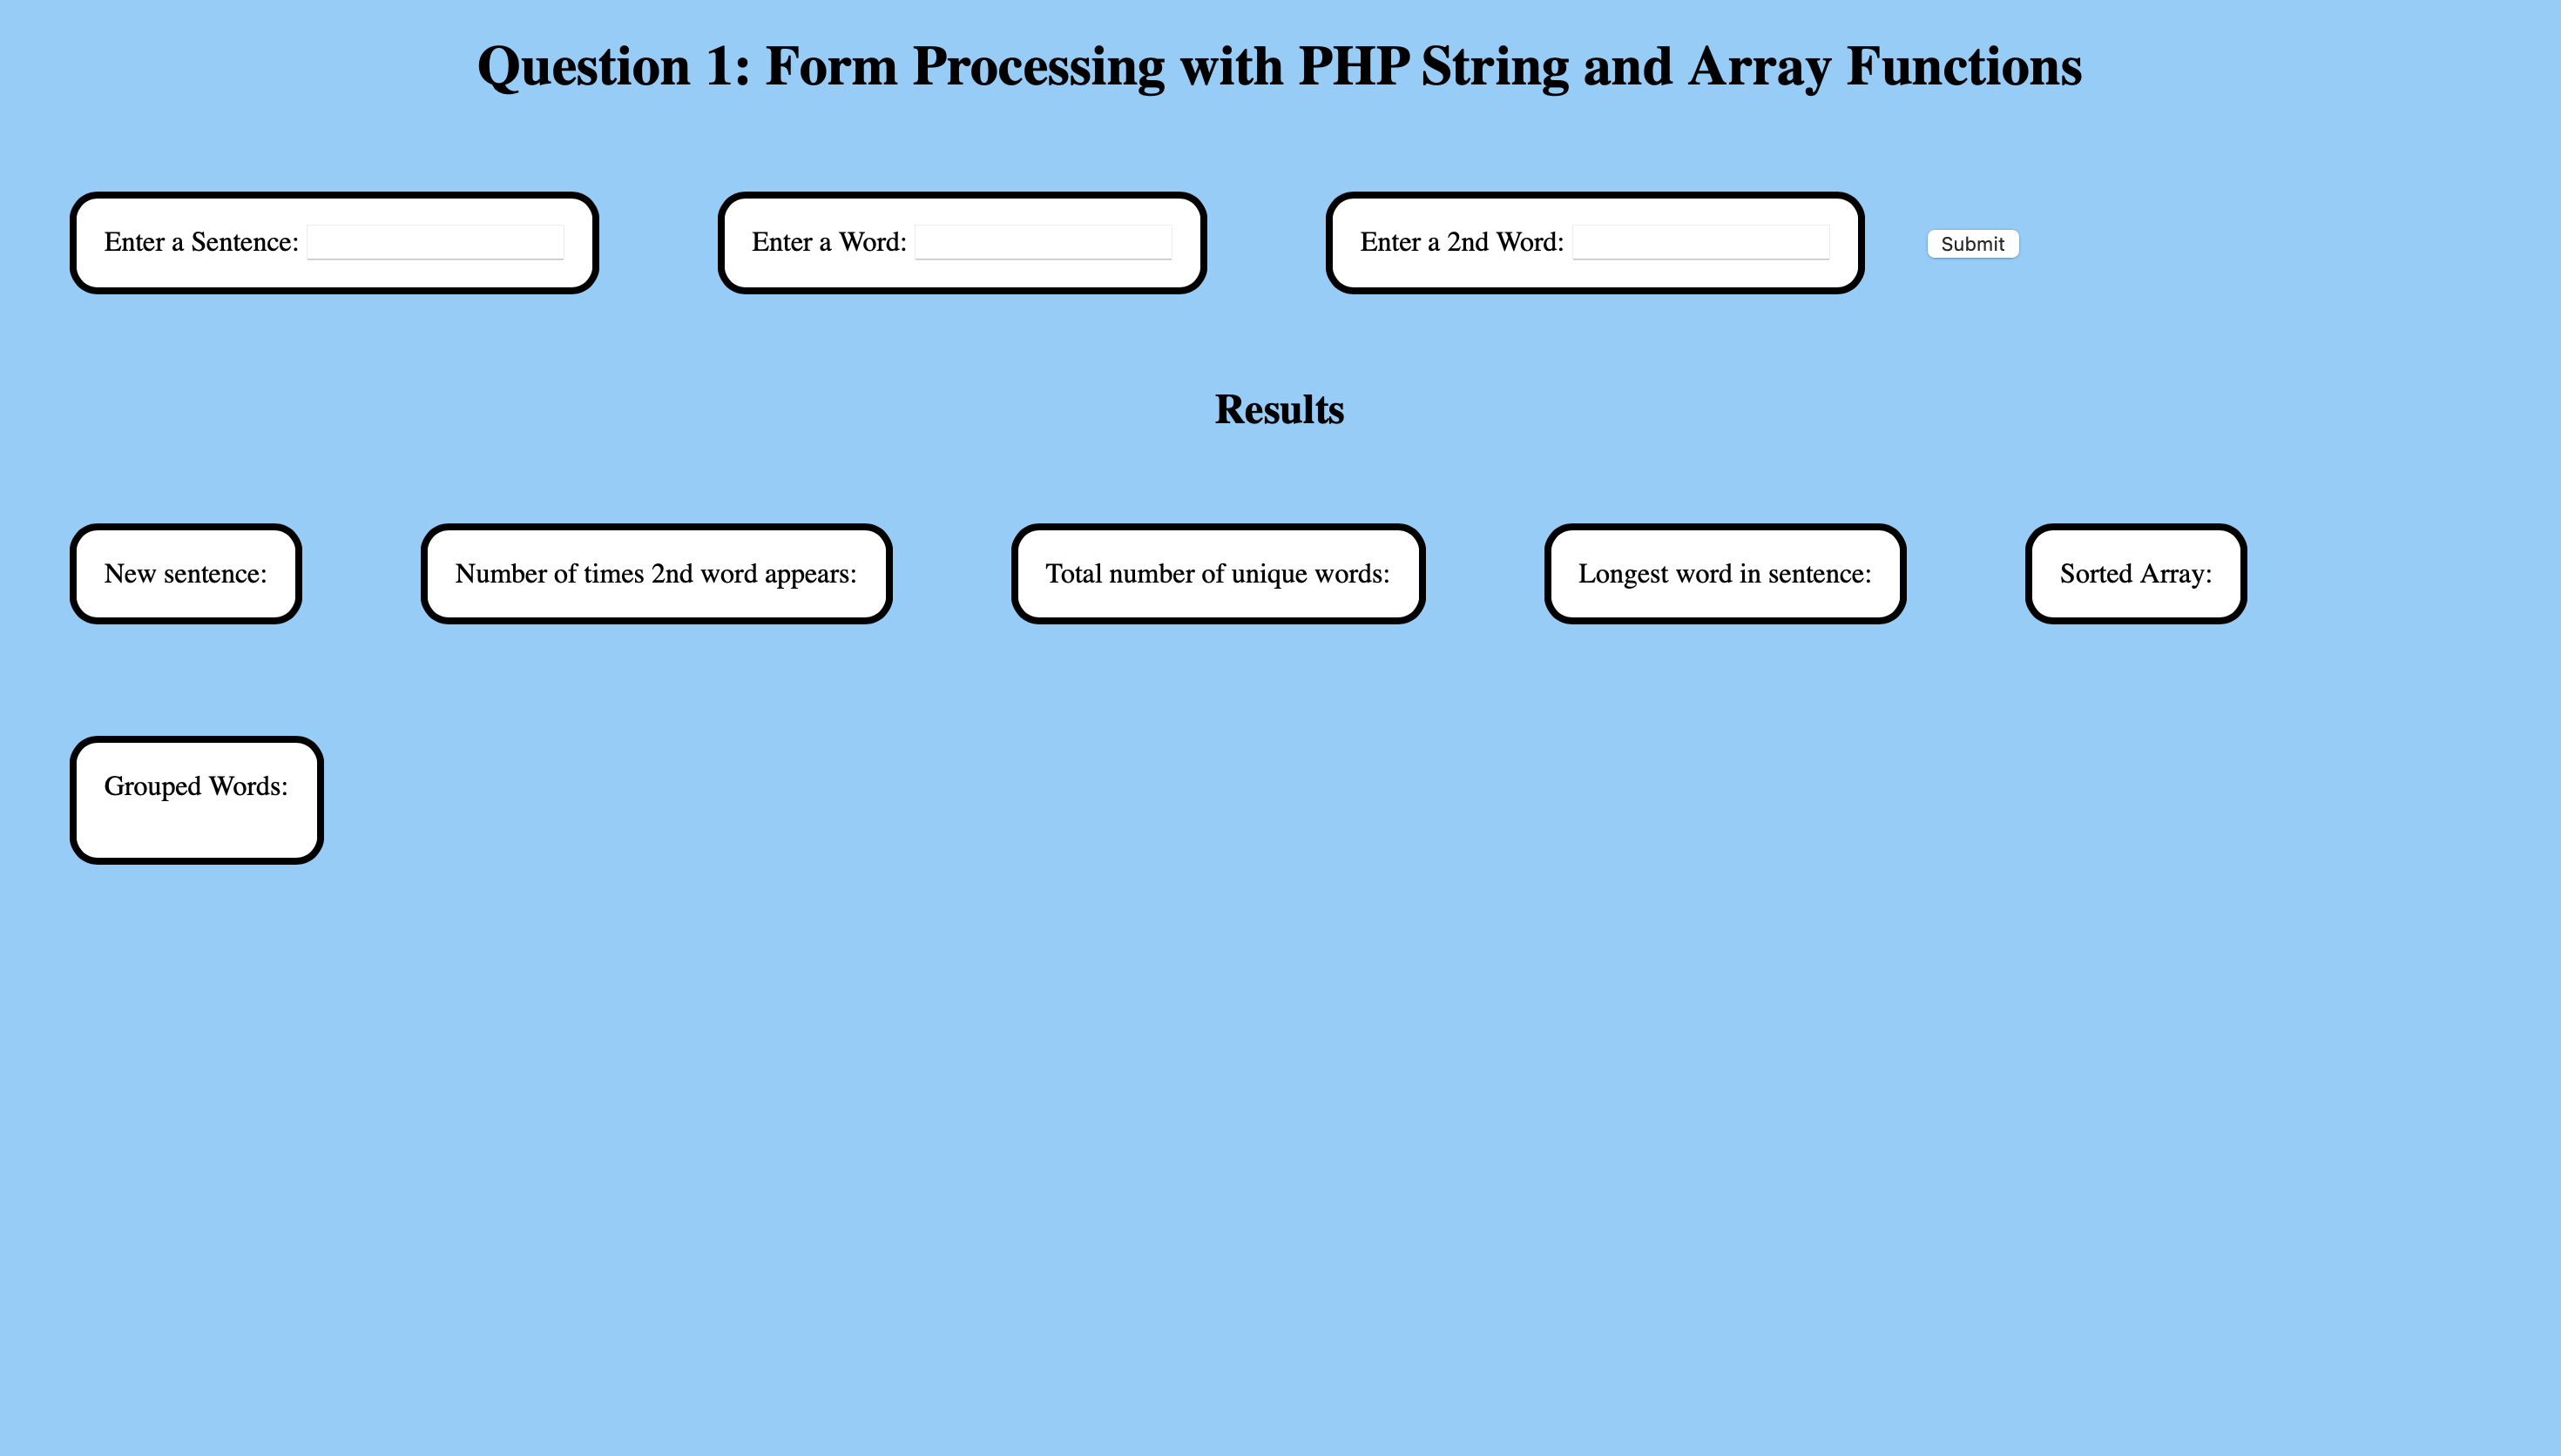 Question 1: Form Processing with PHP String and Array Functions
Enter a Sentence:
Enter a Word:
Enter a 2nd Word:
Submit
Results
New sentence:
Number of times 2nd word appears:
Total number of unique words:
Longest word in sentence:
Sorted Array:
Grouped Words: